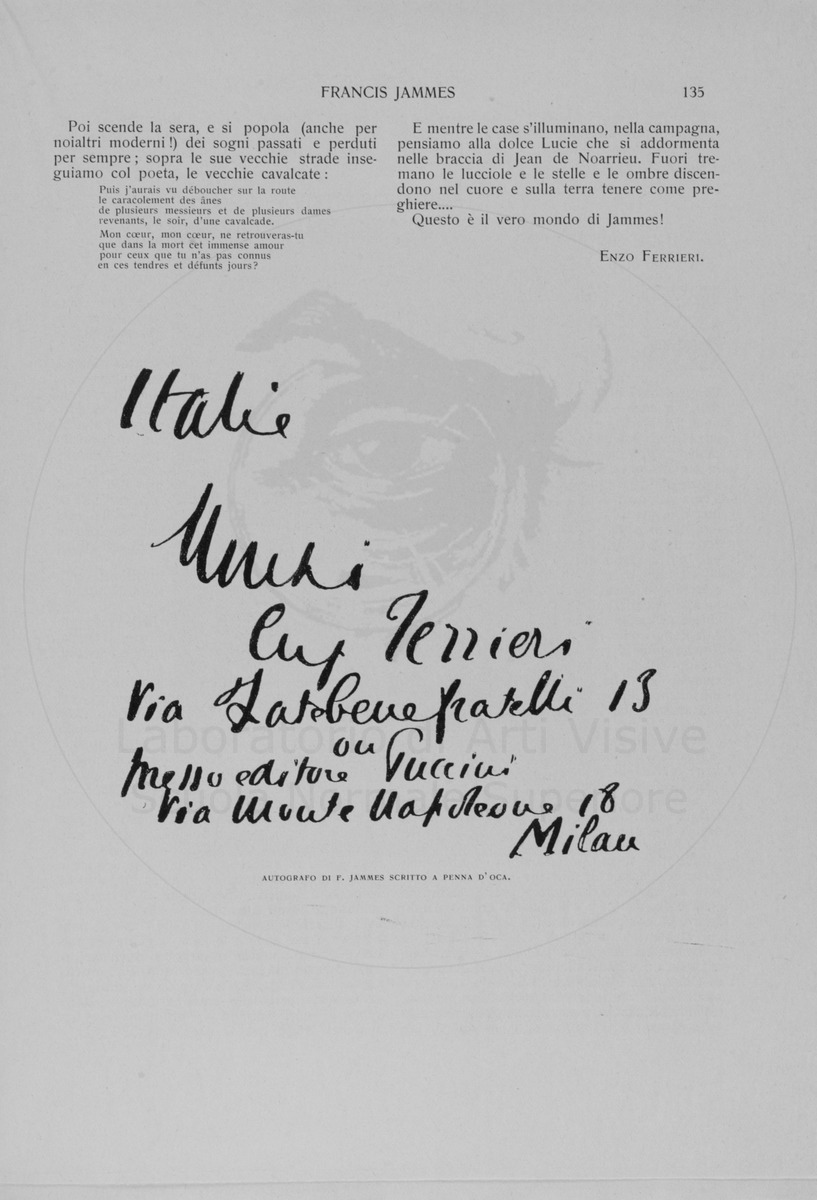 FRANCIS JAMMES 135
Poi scende la sera, e si popola (anche per
noialtri moderni!) dei sogni passati e perduti
per sempre; sopra le sue vecchie strade inse-
guiamo col poeta, le vecchie cavalcate:
Puis j'aurais vu déboucher sur la route
le caracolement des ânes
de plusieurs messieurs et de plusieurs dames
revenants, le soir, d'une cavalcade.
Mon cœur, mon cœur, ne retrouveras-tu
que dans la mort cet immense amour
pour ceux que tu n'as pas connus
en ces tendres et défunts jours?
E mentre le case s'illuminano, nella campagna,
pensiamo alla dolce Lucie che si addormenta
nelle braccia di Jean de Noarrieu. Fuori tre-
mano le lucciole e le stelle e le ombre discen-
dono nel cuore e sulla terra tenere come pre-
ghiere....
Questo è il vero mondo di Jammes!
ENZO FERRIERI.
Italie
Ferrieri
Via Fatebenefratelli 13
ou
editore Puccini
Via Monte Napoleone 18
Milan
AUTOGRAFO DI F. JAMMES SCRITTO A PENNA D'OCA.
Laboratorio di Arti Visive
Scuola Normale Superiore